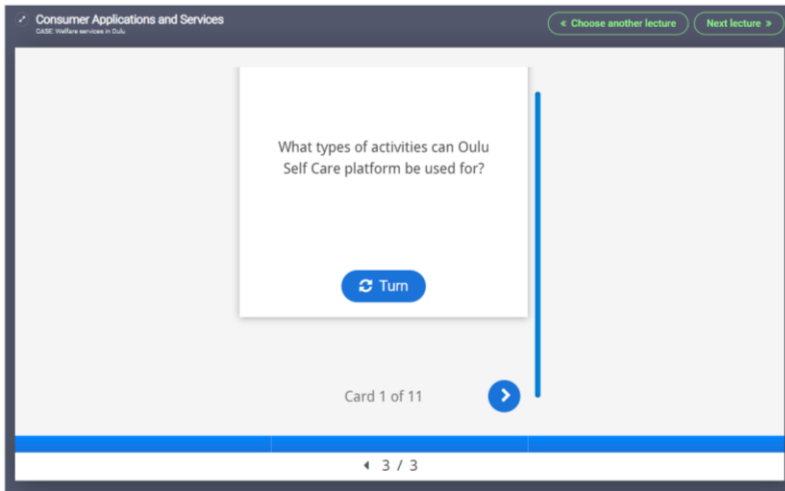 Consumer Applications and Services
CASE: Welfare services in Oulu
« Choose another lecture
Next lecture »
What types of activities can Oulu
Self Care platform be used for?
Turn
Card 1 of 11
3 / 3